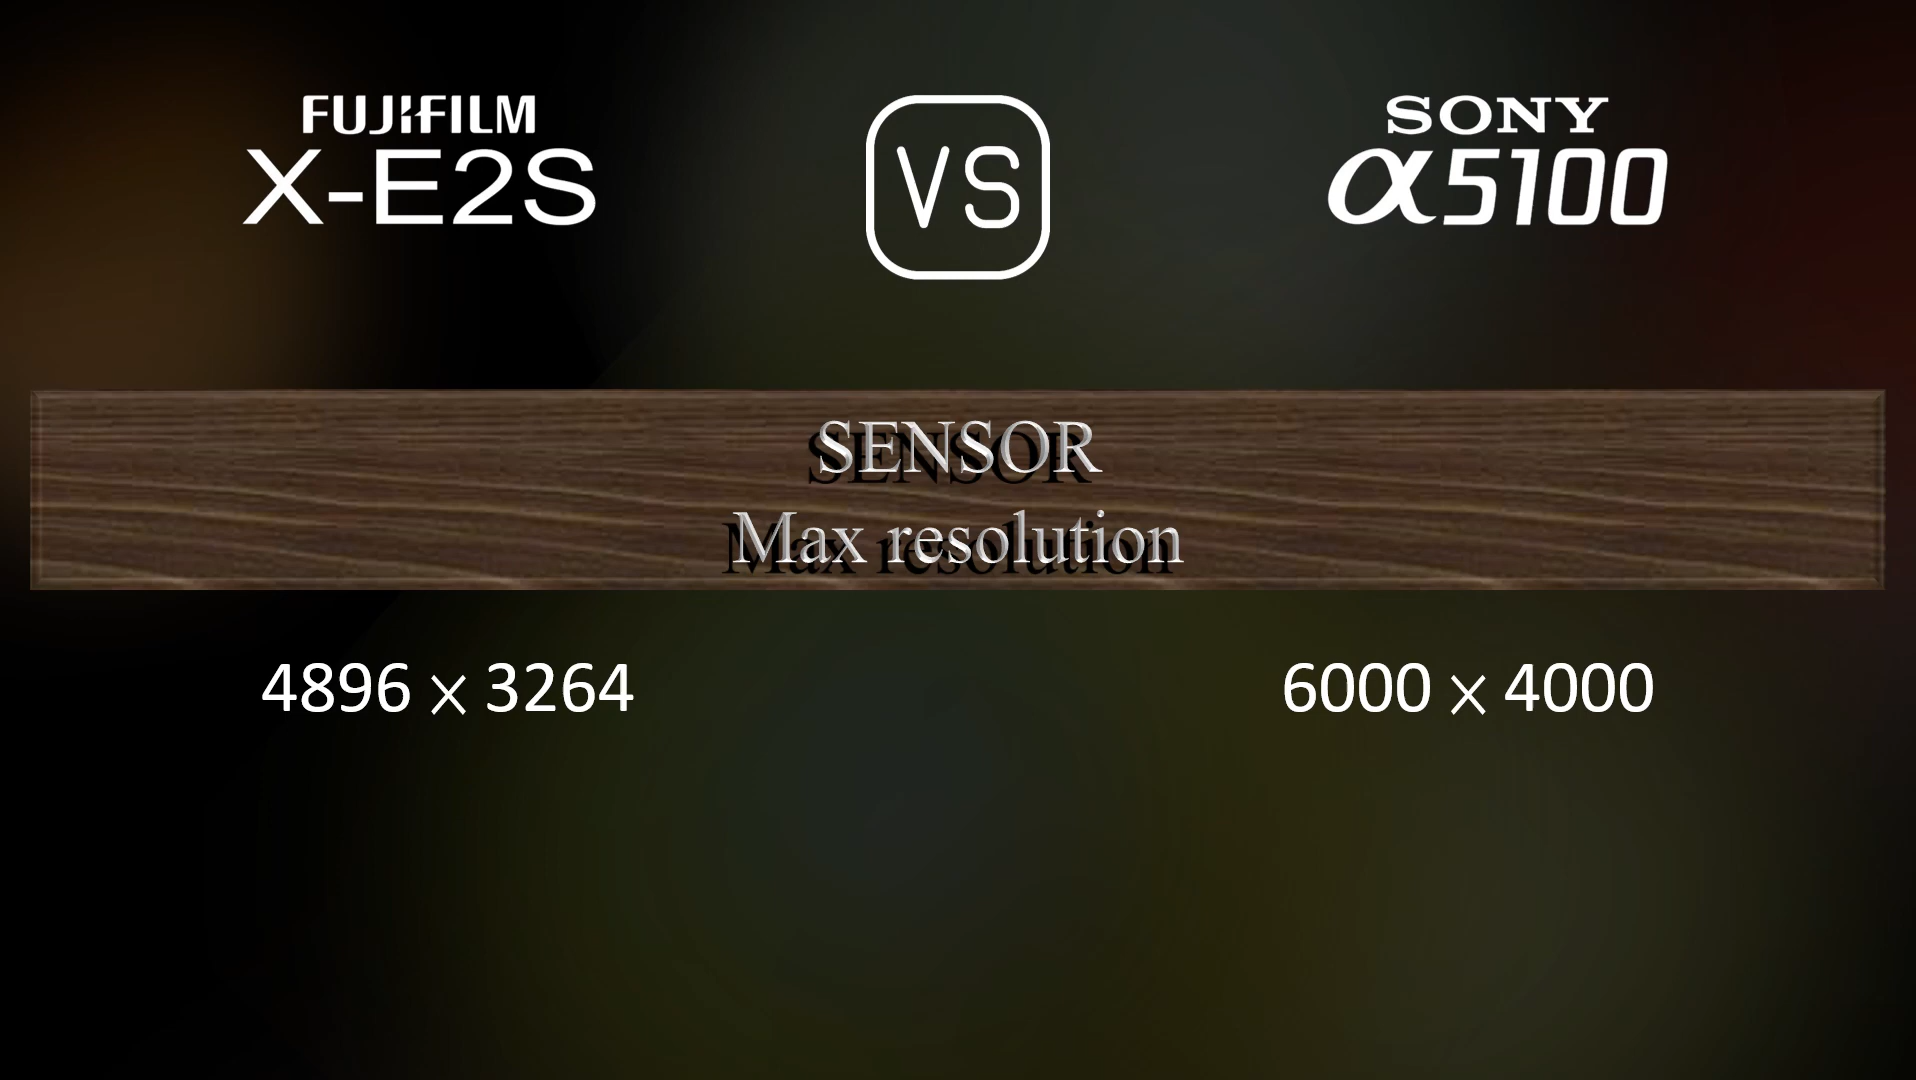 FUJIFILM
X-E2S
VS
SONY
α5100
SENSOR
Max resolution
4896 x 3264
6000 x 4000